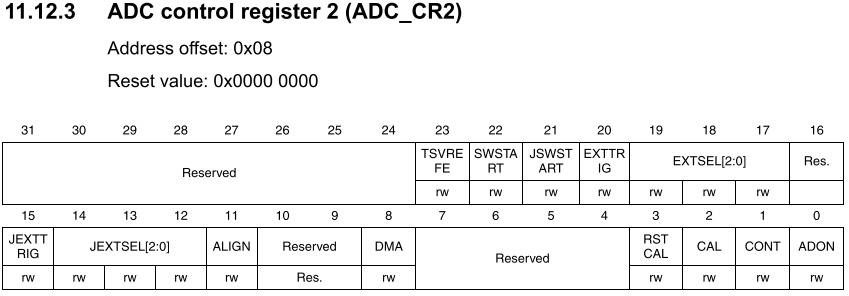 11.12.3 ADC control register 2 (ADC_CR2)
Address offset: 0x08
Reset value: 0x0000 0000
31 30 29 28 27 26 25 24 23 22 21 20 19 18 17 16
Reserved TSVRE FE SWSTA RT JSWST ART EXTTR IG EXTSEL[2:0] Res.
rw rw rw rw rw rw rw
15 14 13 12 11 10 9 8 7 6 5 4 3 2 1 0
JEXTT RIG JEXTSEL[2:0] ALIGN Reserved DMA Reserved RST CAL CAL CONT ADON
rw rw rw rw rw Res. rw rw rw rw rw